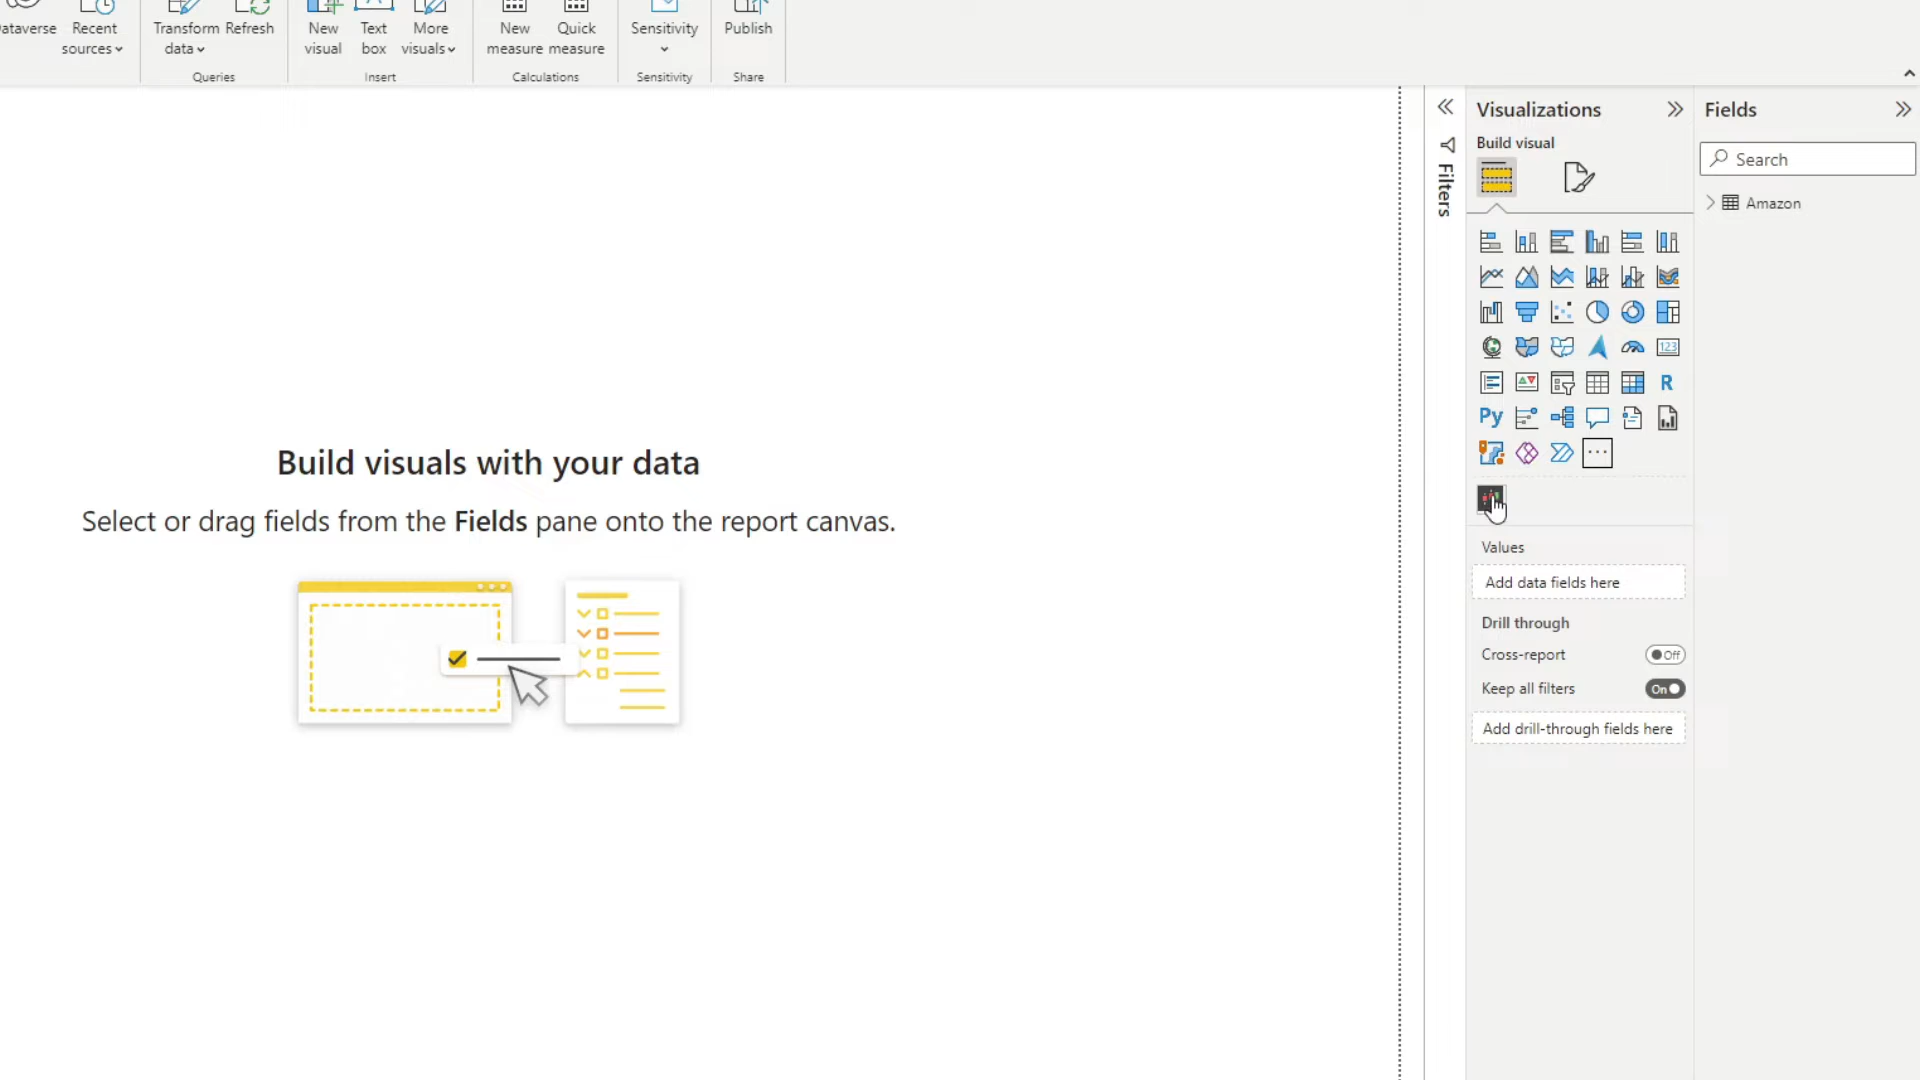 Dataverse
Recent
sources
Transform
data
Refresh
Queries
New
visual
Text
box
More
visuals
Insert
New
measure
Quick
measure
Calculations
Sensitivity
Sensitivity
Publish
Share
Build visuals with your data
Select or drag fields from the Fields pane onto the report canvas.
Filters
Visualizations
Build visual
123
R
Py
Values
Add data fields here
Drill through
Cross-report
Off
Keep all filters
On
Add drill-through fields here
Fields
Search
Amazon